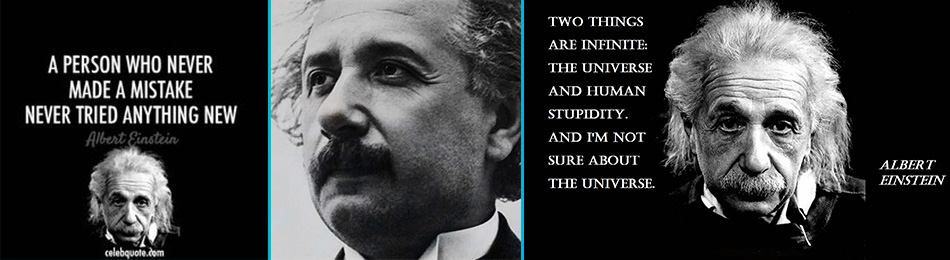 A PERSON WHO NEVER
MADE A MISTAKE
NEVER TRIED ANYTHING NEW
Albert Einstein
celebquote.com
TWO THINGS
ARE INFINITE:
THE UNIVERSE
AND HUMAN
STUPIDITY.
AND I'M NOT
SURE ABOUT
THE UNIVERSE.
ALBERT
EINSTEIN